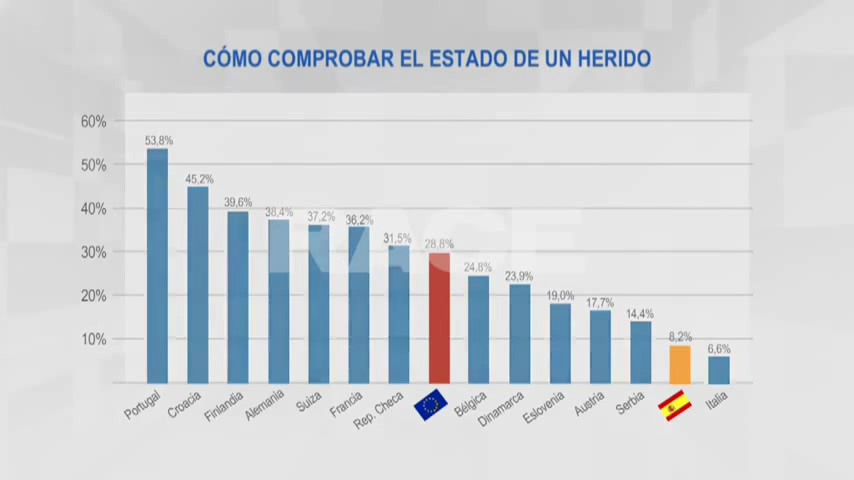 CÓMO COMPROBAR EL ESTADO DE UN HERIDO
60%
50%
40%
30%
20%
10%
53,8%
45,2%
39,6%
38,4%
37,2%
36,2%
31,5%
28,8%
24,8%
23,9%
19,0%
17,7%
14,4%
8,2%
6,6%
RACE
Portugal
Croacia
Finlandia
Alemania
Suiza
Francia
Rep. Checa
Bélgica
Dinamarca
Eslovenia
Austria
Serbia
Italia